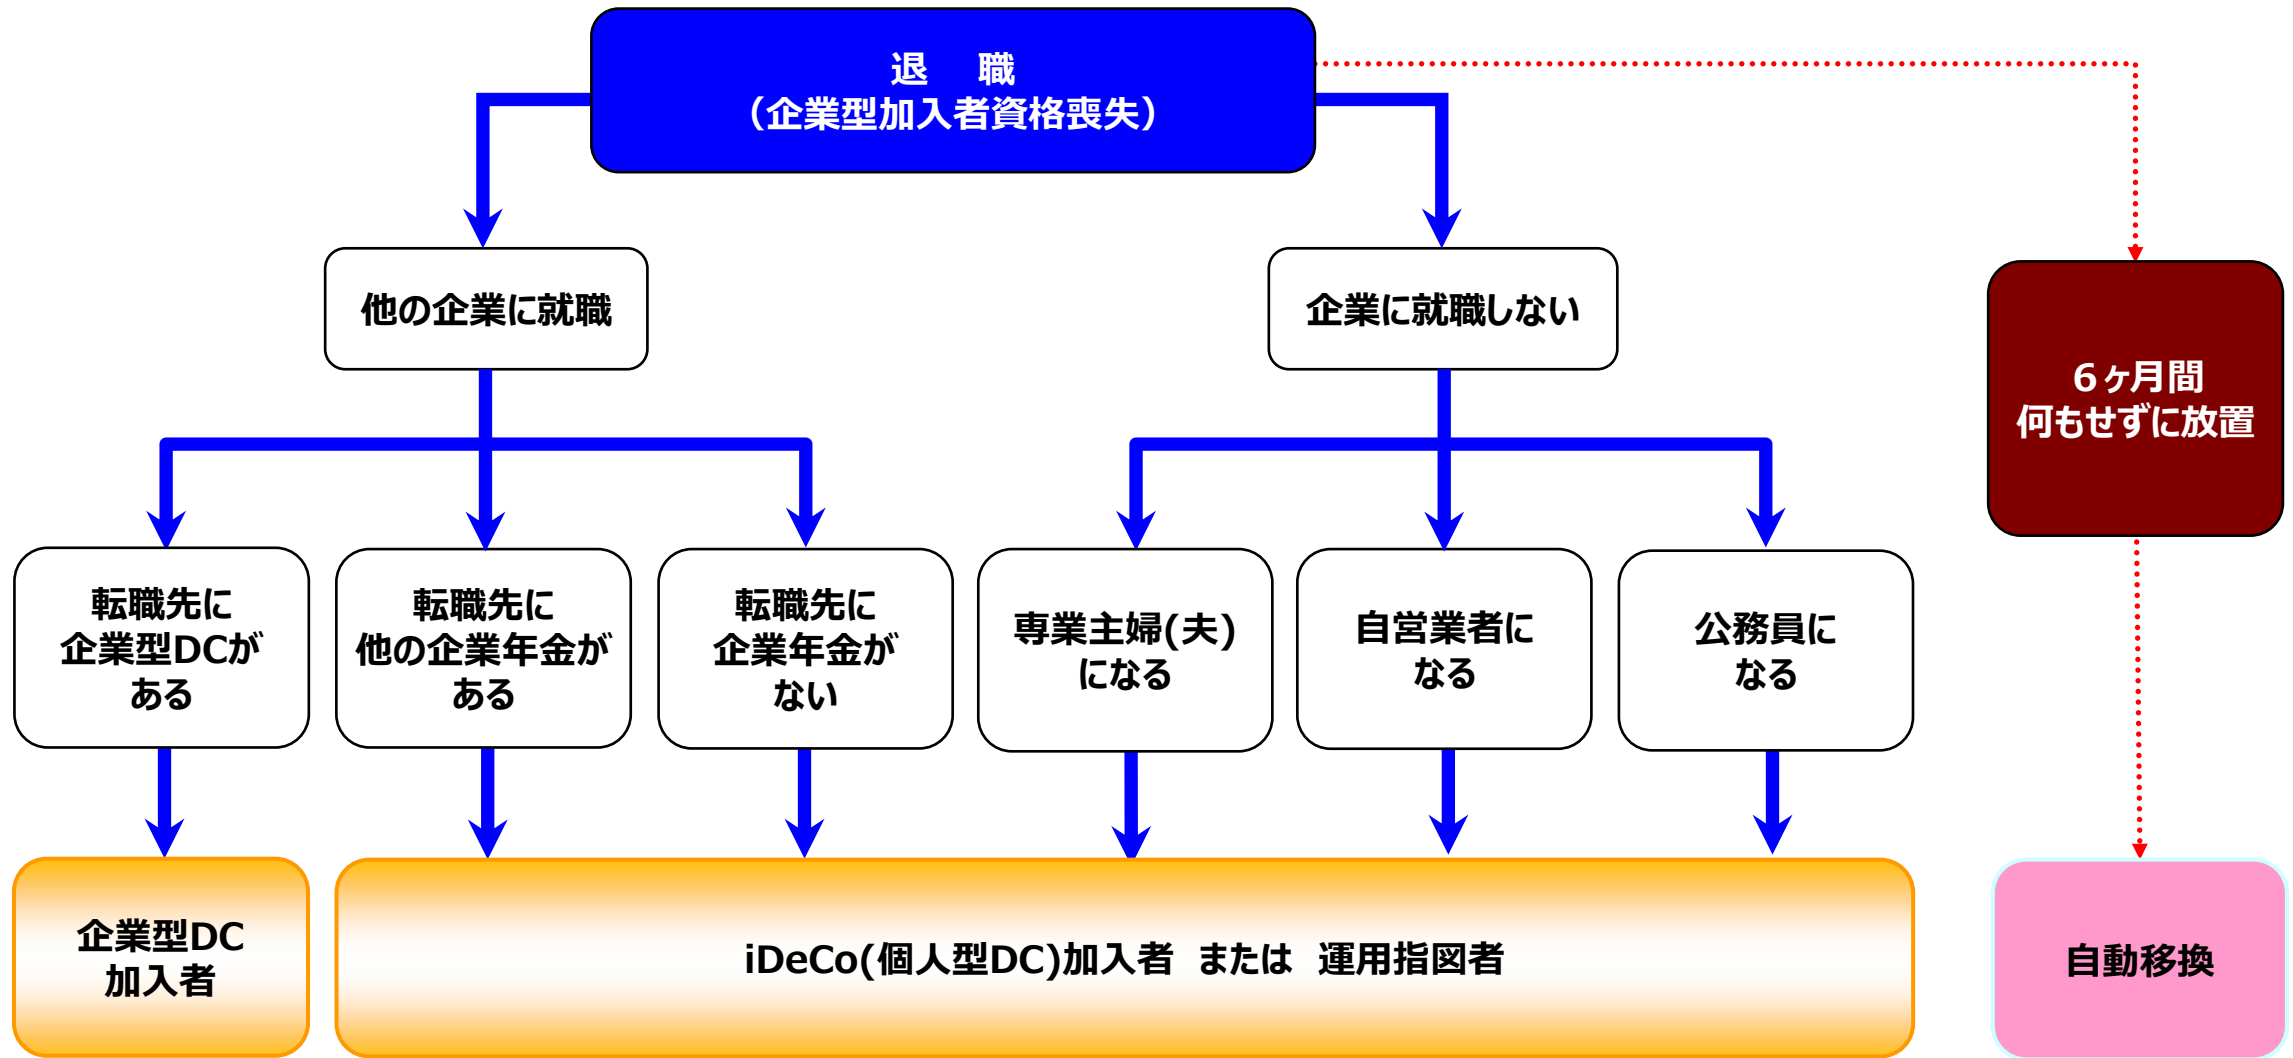 退　職
（企業型加入者資格喪失）
他の企業に就職
企業に就職しない
６ヶ月間
何もせずに放置
転職先に
企業型DCが
ある
転職先に
他の企業年金が
ある
転職先に
企業年金が
ない
専業主婦(夫)
になる
自営業者に
なる
公務員に
なる
企業型DC
加入者
iDeCo(個人型DC)加入者 または 運用指図者
自動移換